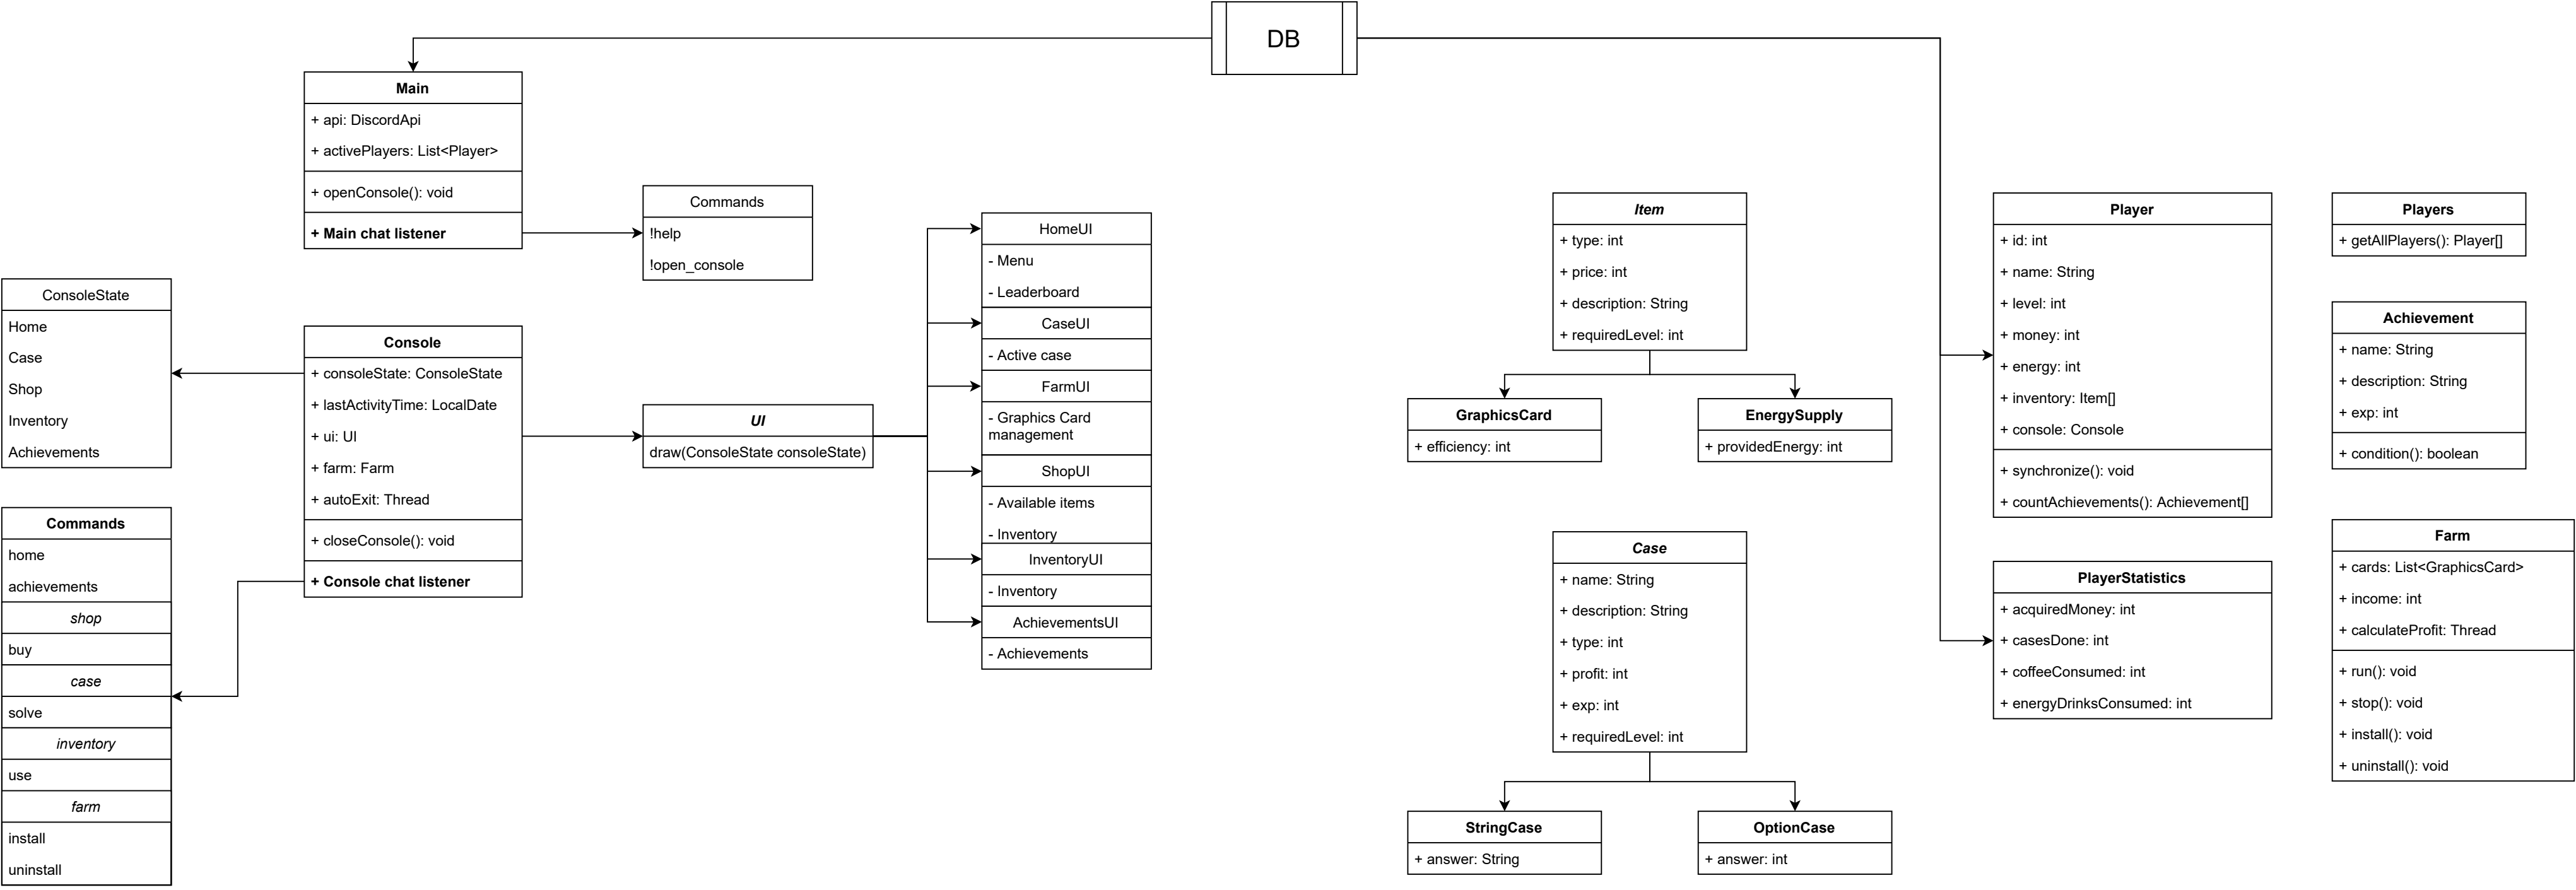 DB
Main
+ api: DiscordApi
+ activePlayers: List<Player>
+ openConsole(): void
+ Main chat listener
Commands
!help
!open_console
ConsoleState
Home
Case
Shop
Inventory
Achievements
Console
+ consoleState: ConsoleState
+ lastActivityTime: LocalDate
+ ui: UI
+ farm: Farm
+ autoExit: Thread
+ closeConsole(): void
+ Console chat listener
Commands
home
achievements
shop
buy
case
solve
inventory
use
farm
install
uninstall
UI
draw(ConsoleState consoleState)
HomeUI
- Menu
- Leaderboard
CaseUI
- Active case
FarmUI
- Graphics Card
management
ShopUI
- Available items
- Inventory
InventoryUI
- Inventory
AchievementsUI
- Achievements
Item
+ type: int
+ price: int
+ description: String
+ requiredLevel: int
GraphicsCard
+ efficiency: int
EnergySupply
+ providedEnergy: int
Case
+ name: String
+ description: String
+ type: int
+ profit: int
+ exp: int
+ requiredLevel: int
StringCase
+ answer: String
OptionCase
+ answer: int
Player
+ id: int
+ name: String
+ level: int
+ money: int
+ energy: int
+ inventory: Item[]
+ console: Console
+ synchronize(): void
+ countAchievements(): Achievement[]
PlayerStatistics
+ acquiredMoney: int
+ casesDone: int
+ coffeeConsumed: int
+ energyDrinksConsumed: int
Players
+ getAllPlayers(): Player[]
Achievement
+ name: String
+ description: String
+ exp: int
+ condition(): boolean
Farm
+ cards: List<GraphicsCard>
+ income: int
+ calculateProfit: Thread
+ run(): void
+ stop(): void
+ install(): void
+ uninstall(): void